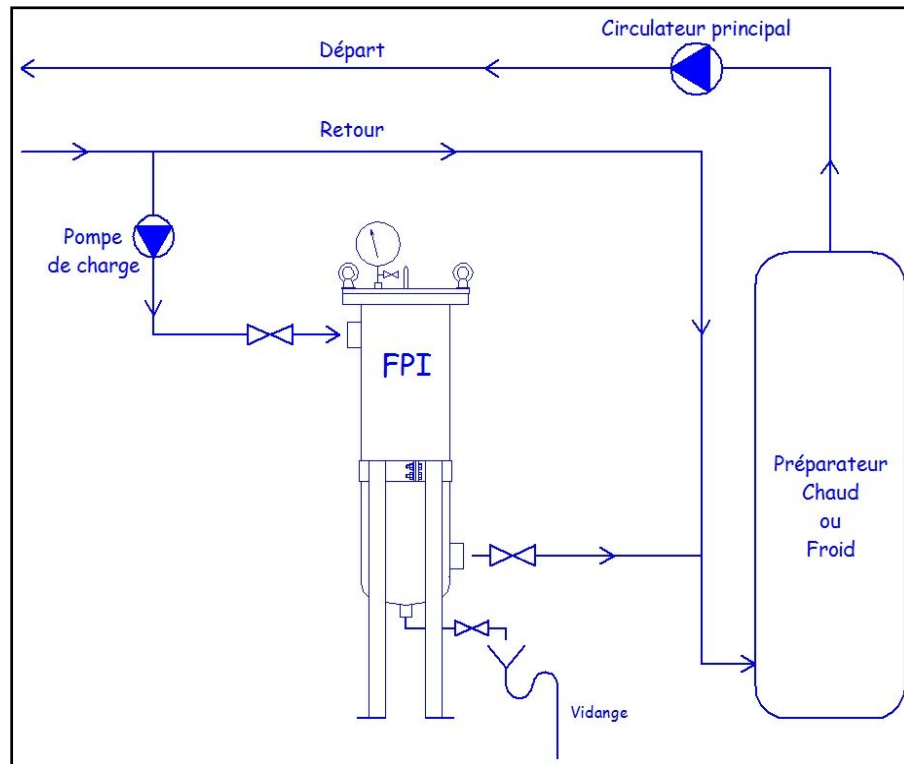 Circulateur principal
Départ
Retour
Pompe
de charge
FPI
Préparateur
Chaud
ou
Froid
Vidange